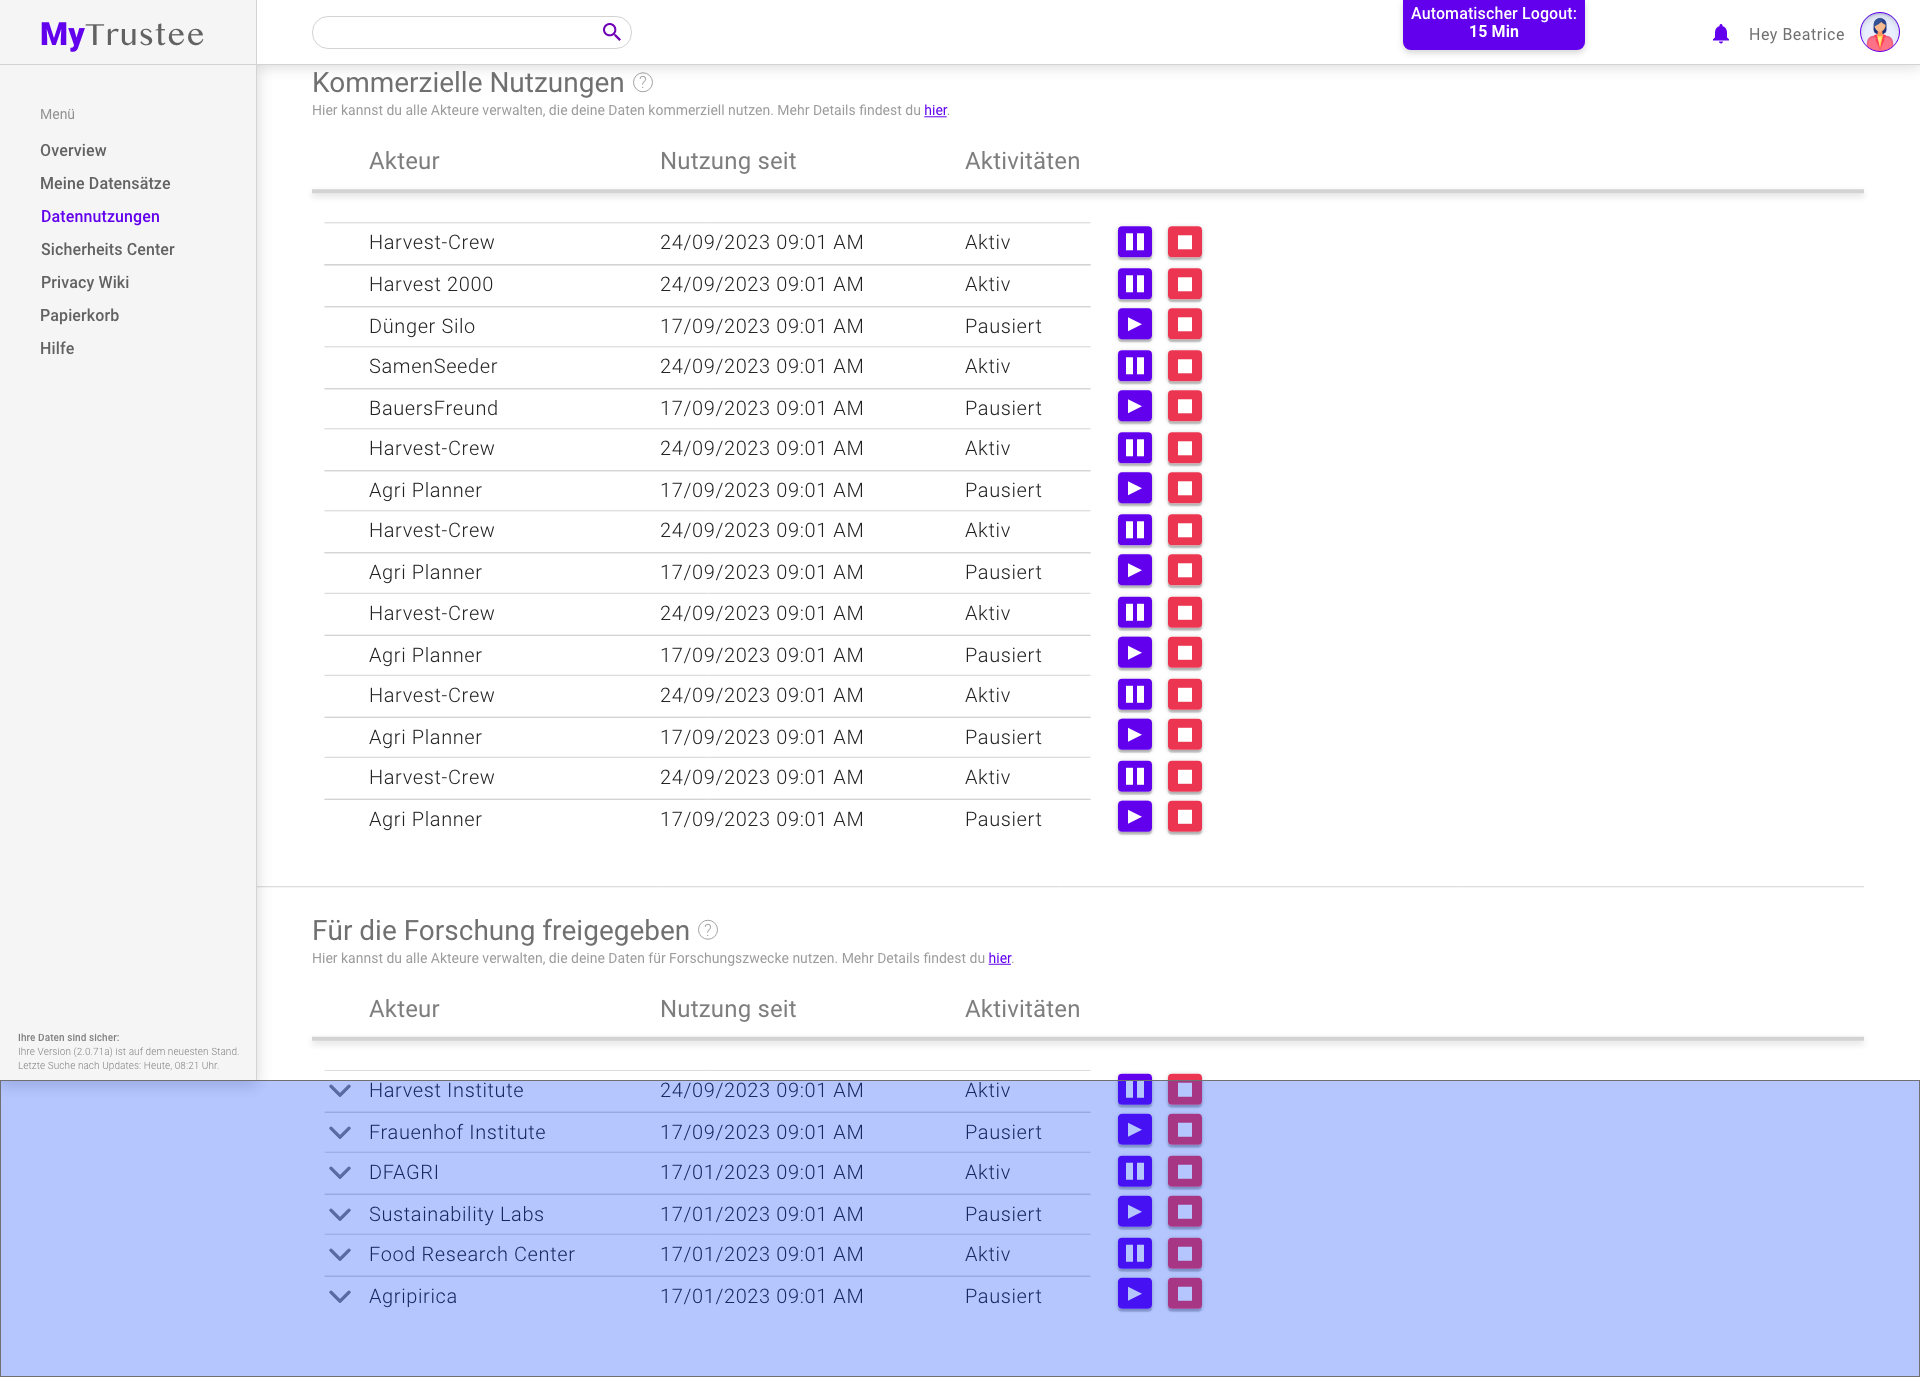 MyTrustee
Automatischer Logout:
15 Min
Hey Beatrice
Menü
Overview
Meine Datensätze
Datennutzungen
Sicherheits Center
Privacy Wiki
Papierkorb
Hilfe
Ihre Daten sind sicher:
Ihre Version (2.0.71a) ist auf dem neuesten Stand.
Letzte Suche nach Updates: Heute, 08:21 Uhr.
Kommerzielle Nutzungen ?
Hier kannst du alle Akteure verwalten, die deine Daten kommerziell nutzen. Mehr Details findest du hier.
Akteur Nutzung seit Aktivitäten
Harvest-Crew 24/09/2023 09:01 AM Aktiv
Harvest 2000 24/09/2023 09:01 AM Aktiv
Dünger Silo 17/09/2023 09:01 AM Pausiert
SamenSeeder 24/09/2023 09:01 AM Aktiv
BauersFreund 17/09/2023 09:01 AM Pausiert
Harvest-Crew 24/09/2023 09:01 AM Aktiv
Agri Planner 17/09/2023 09:01 AM Pausiert
Harvest-Crew 24/09/2023 09:01 AM Aktiv
Agri Planner 17/09/2023 09:01 AM Pausiert
Harvest-Crew 24/09/2023 09:01 AM Aktiv
Agri Planner 17/09/2023 09:01 AM Pausiert
Harvest-Crew 24/09/2023 09:01 AM Aktiv
Agri Planner 17/09/2023 09:01 AM Pausiert
Harvest-Crew 24/09/2023 09:01 AM Aktiv
Agri Planner 17/09/2023 09:01 AM Pausiert
Für die Forschung freigegeben ?
Hier kannst du alle Akteure verwalten, die deine Daten für Forschungszwecke nutzen. Mehr Details findest du hier.
Akteur Nutzung seit Aktivitäten
Harvest Institute 24/09/2023 09:01 AM Aktiv
Frauenhof Institute 17/09/2023 09:01 AM Pausiert
DFAGRI 17/01/2023 09:01 AM Aktiv
Sustainability Labs 17/01/2023 09:01 AM Pausiert
Food Research Center 17/01/2023 09:01 AM Aktiv
Agripirica 17/01/2023 09:01 AM Pausiert